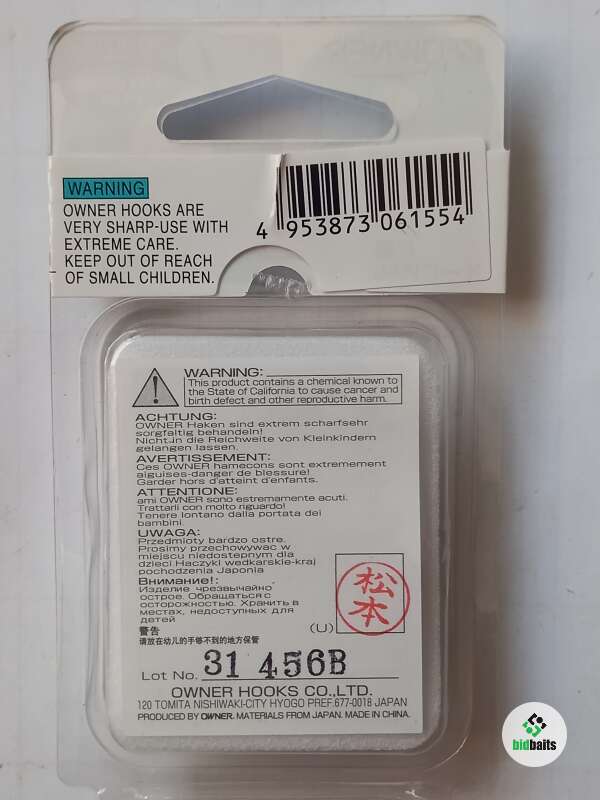 WARNING
OWNER HOOKS ARE
VERY SHARP-USE WITH
EXTREME CARE.
KEEP OUT OF REACH
OF SMALL CHILDREN.
4 953873 061554
WARNING:
This product contains a chemical known to
the State of California to cause cancer and
birth defect and other reproductive harm.
ACHTUNG:
OWNER Haken sind extrem scharfsehr
sorgfaltig behandeln!
Nicht in die Reichweite von Kleinkindern
gelangen lassen.
AVERTISSEMENT:
Ces OWNER hamecons sont extremement
aiguises-danger de blessure!
Garder hors d'atteint d'enfants.
ATTENTIONE:
ami OWNER sono estremamente acuti.
Trattarli con molto riguardo!
Tenere lontano dalla portata dei
bambini.
UWAGA:
Przedmioty bardzo ostre.
Prosimy przechowywac w
miejscu niedostepnym dla
dzieci Haczyki wedkarskie-kraj
pochodzenia Japonia
Внимание!:
Изделие чрезвычайно
острое. Обращаться с
осторожностью. Хранить в
местах, недоступных для
детей
警告
请放在幼儿的手够不到的地方保管
(U)
松本
Lot No. 31 456B
OWNER HOOKS CO.,LTD.
120 TOMITA NISHIWAKI-CITY HYOGO PREF.677-0018 JAPAN
PRODUCED BY OWNER. MATERIALS FROM JAPAN. MADE IN CHINA.
bidbaits